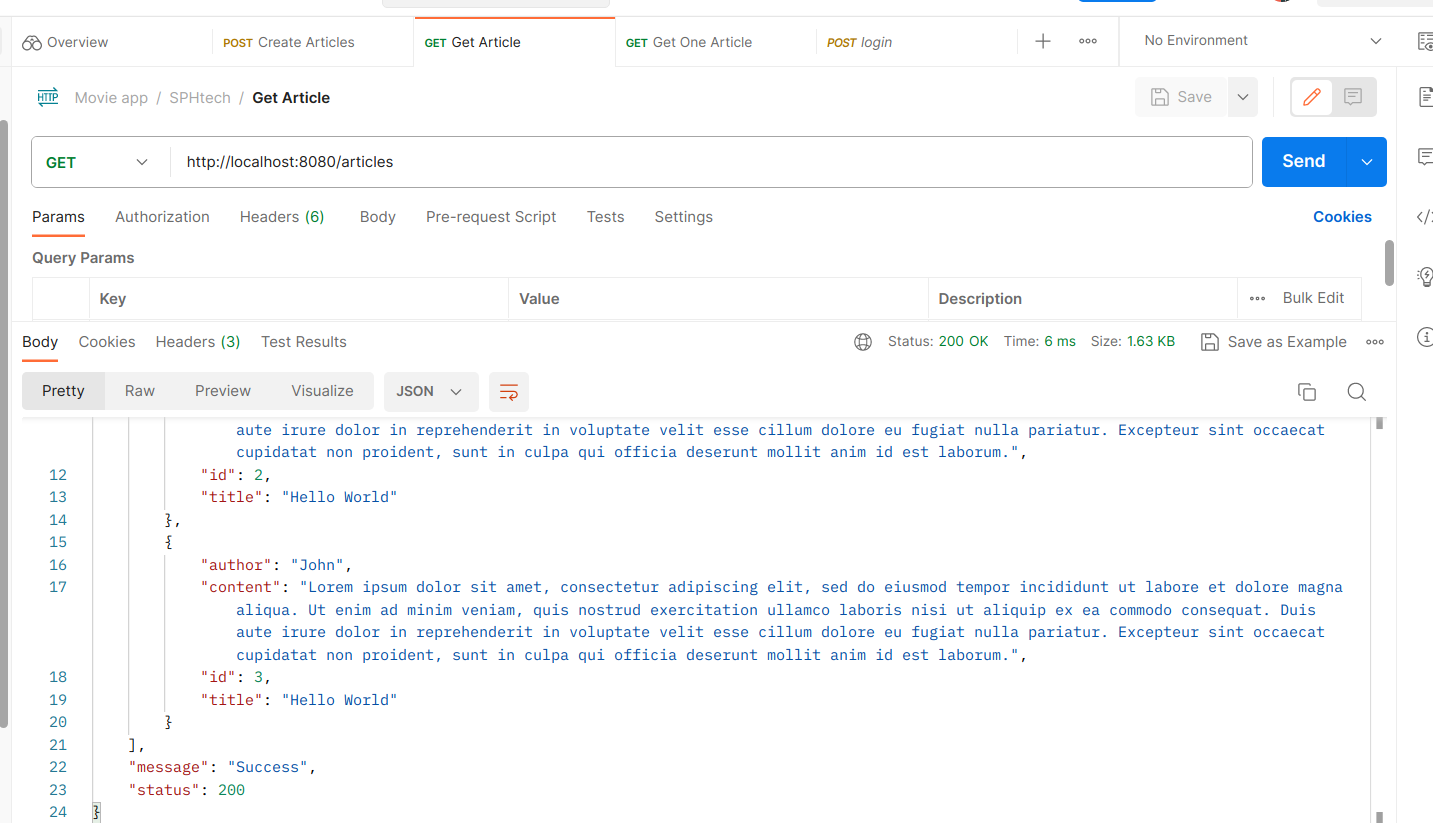 Overview
POST Create Articles
GET Get Article
GET Get One Article
POST login
No Environment
HTTP
Movie app / SPHtech / Get Article
Save
GET
http://localhost:8080/articles
Send
Params
Authorization
Headers (6)
Body
Pre-request Script
Tests
Settings
Cookies
Query Params
Key
Value
Description
Bulk Edit
Body
Cookies
Headers (3)
Test Results
Status: 200 OK
Time: 6 ms
Size: 1.63 KB
Save as Example
Pretty
Raw
Preview
Visualize
JSON
aute irure dolor in reprehenderit in voluptate velit esse cillum dolore eu fugiat nulla pariatur. Excepteur sint occaecat
cupidatat non proident, sunt in culpa qui officia deserunt mollit anim id est laborum.",
12 "id": 2,
13 "title": "Hello World"
14 },
15 {
16 "author": "John",
17 "content": "Lorem ipsum dolor sit amet, consectetur adipiscing elit, sed do eiusmod tempor incididunt ut labore et dolore magna
aliqua. Ut enim ad minim veniam, quis nostrud exercitation ullamco laboris nisi ut aliquip ex ea commodo consequat. Duis
aute irure dolor in reprehenderit in voluptate velit esse cillum dolore eu fugiat nulla pariatur. Excepteur sint occaecat
cupidatat non proident, sunt in culpa qui officia deserunt mollit anim id est laborum.",
18 "id": 3,
19 "title": "Hello World"
20 }
21 ],
22 "message": "Success",
23 "status": 200
24 }